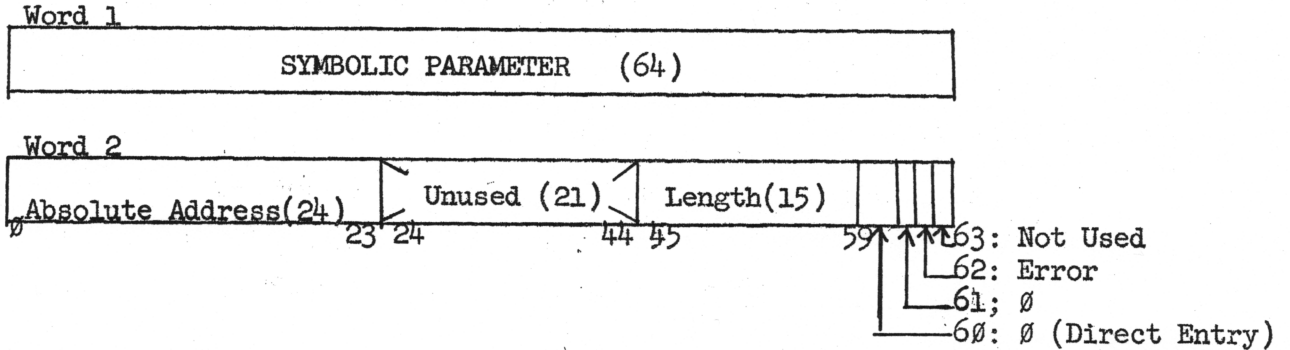 Word 1
SYMBOLIC PARAMETER (64)
Word 2
Absolute Address(24) Unused (21) Length(15)
Ø 23 24 44 45 59 63: Not Used
62: Error
61; Ø
6Ø: Ø (Direct Entry)